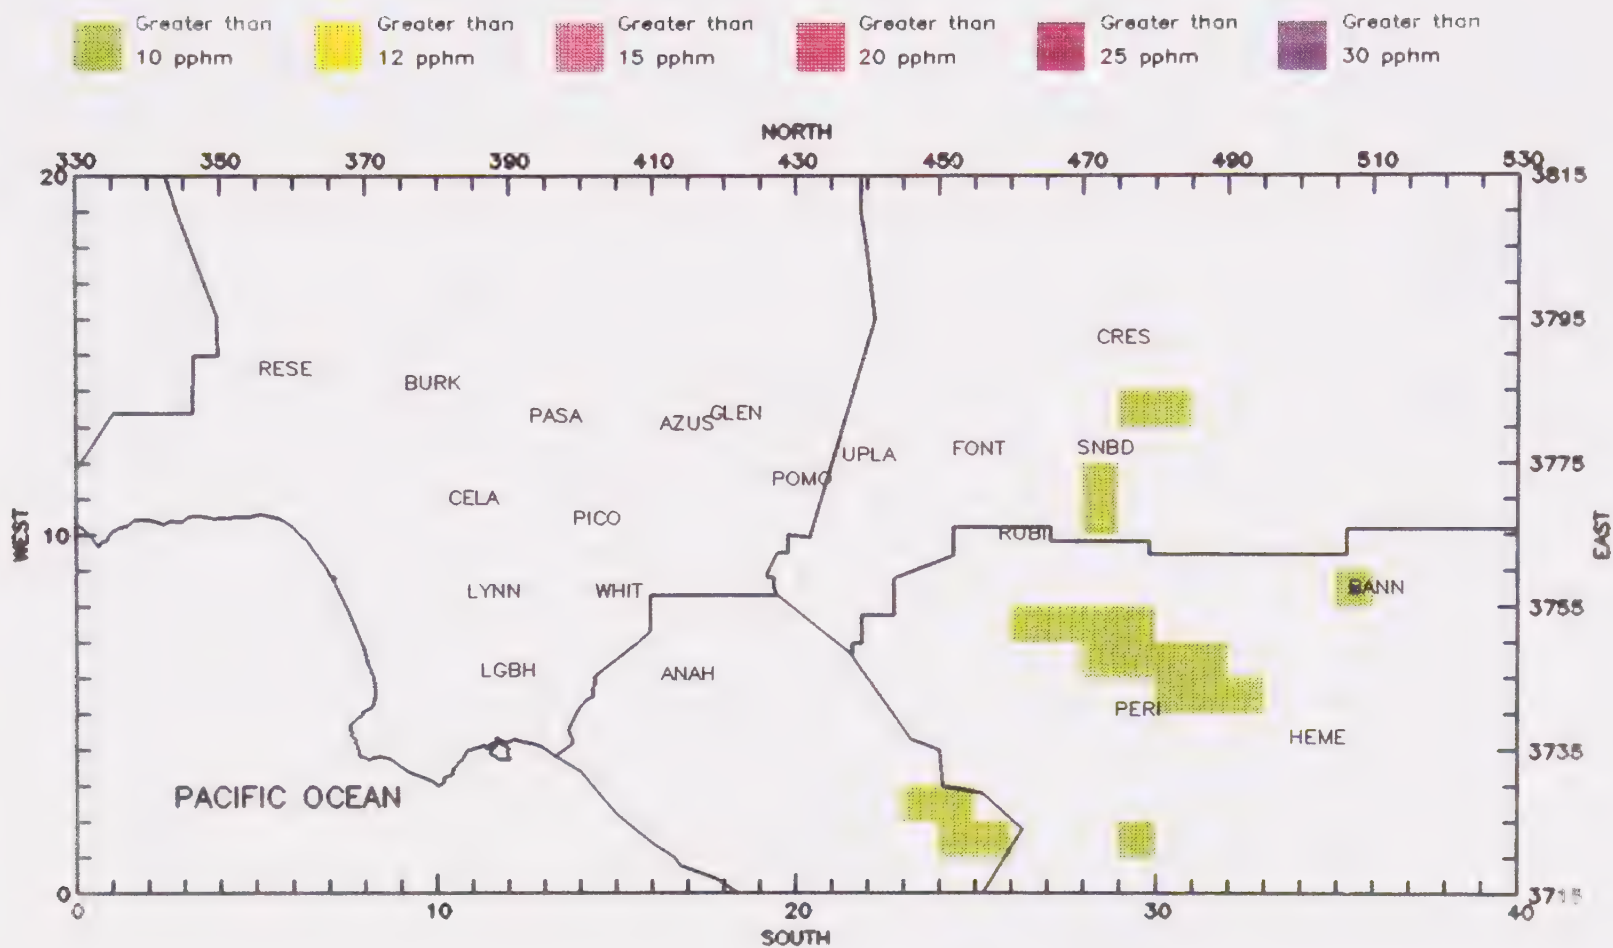 Greater than 10 pphm
Greater than 12 pphm
Greater than 15 pphm
Greater than 20 pphm
Greater than 25 pphm
Greater than 30 pphm
NORTH
330 350 370 390 410 430 450 470 490 510 530
20 3815
3795
CRES
RESE
BURK
PASA AZUS GLEN
UPLA FONT SNBD
3775
POMO
CELA
PICO
WEST 10 RUBI EAST
LYNN WHIT BANN
3755
LGBH ANAH
PERI
HEME
3735
PACIFIC OCEAN
0 3715
0 10 20 30 40
SOUTH